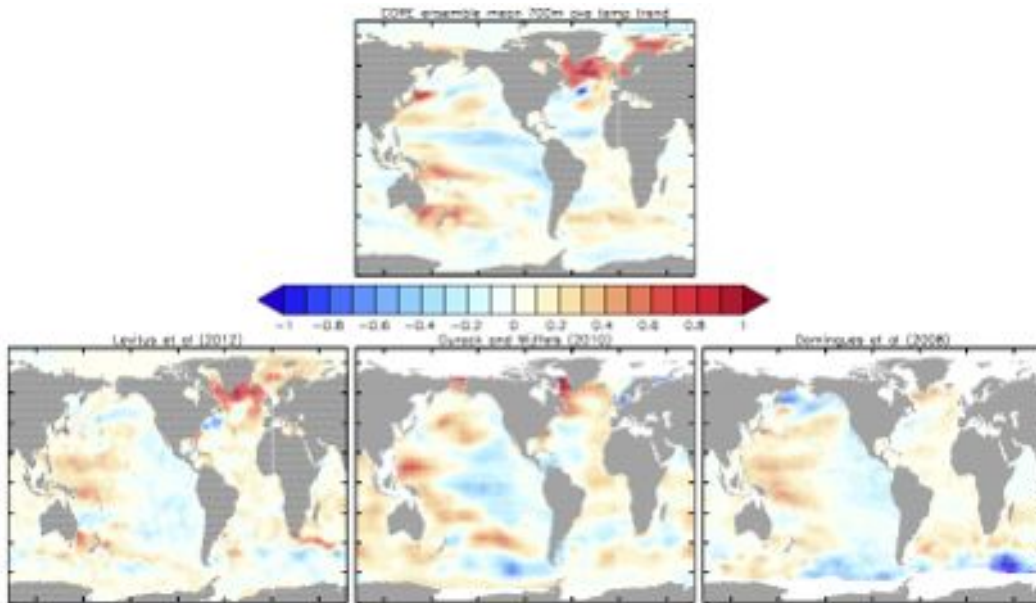 CORE ensemble mean 700m ave temp trend
-1 -0.8 -0.6 -0.4 -0.2 0 0.2 0.4 0.6 0.8 1
Levitus et al (2012)
Durack and Wijffels (2010)
Domingues et al (2008)